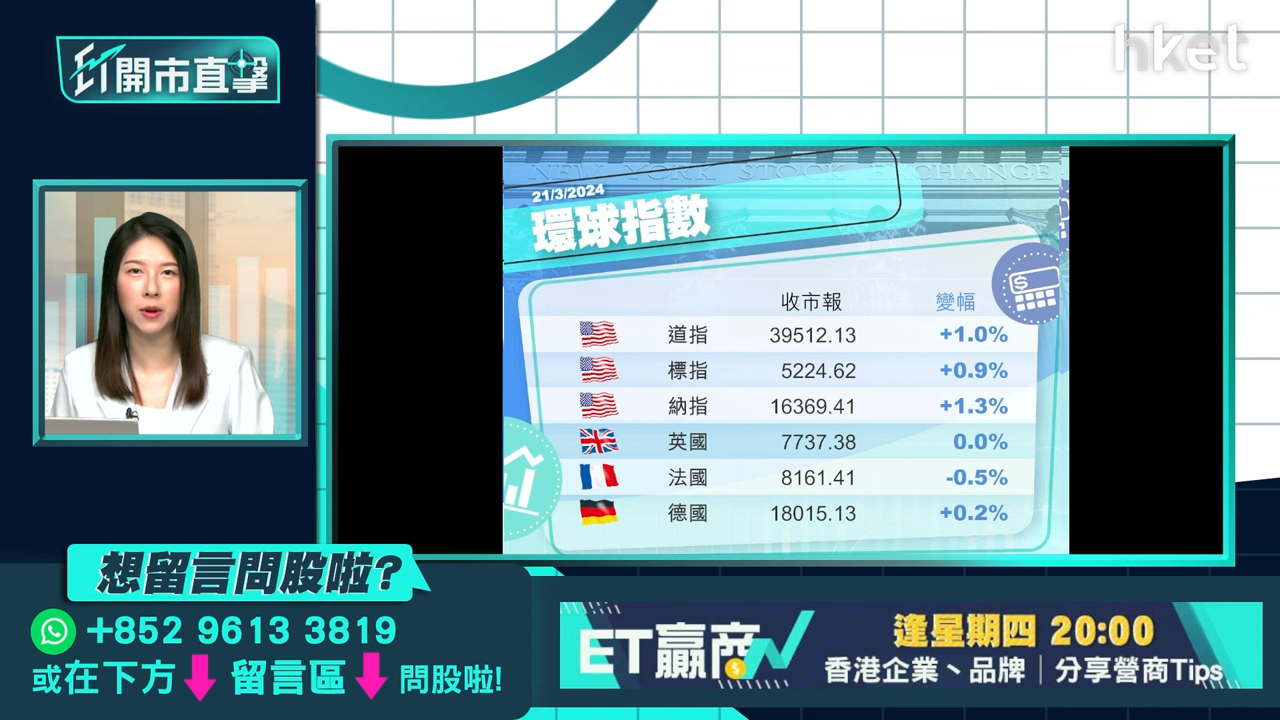 ET開市直擊
hket
NEW YORK STOCK EXCHANGE
21/3/2024
環球指數
收市報 變幅
道指 39512.13 +1.0%
標指 5224.62 +0.9%
納指 16369.41 +1.3%
英國 7737.38 0.0%
法國 8161.41 -0.5%
德國 18015.13 +0.2%
想留言問股啦?
+852 9613 3819
或在下方 留言區 問股啦!
ET贏商
逢星期四 20:00
香港企業、品牌｜分享營商Tips